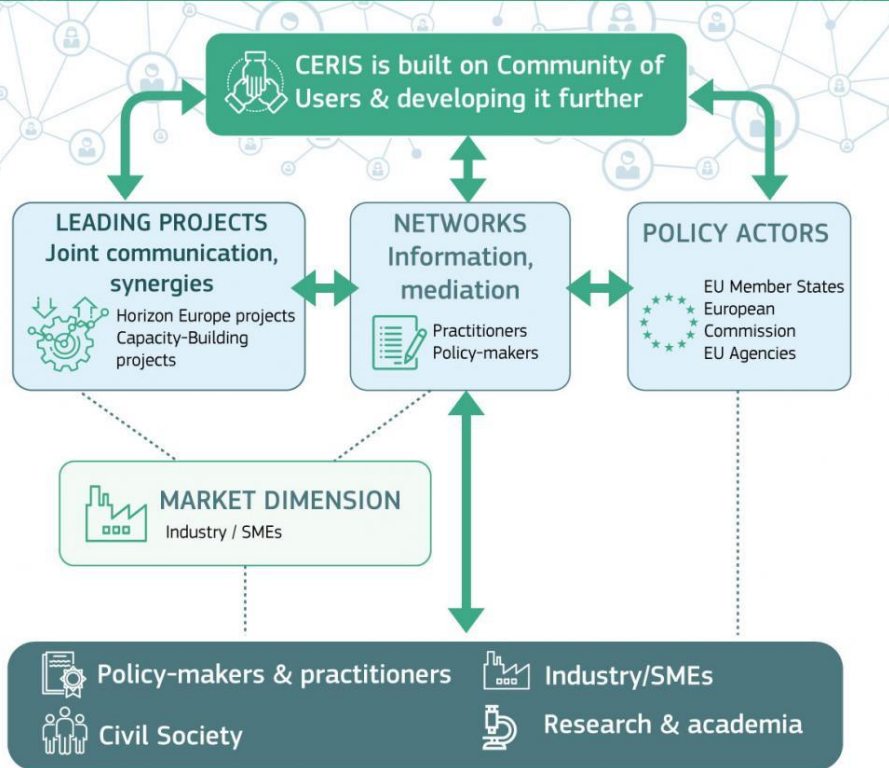 CERIS is built on Community of
Users & developing it further
LEADING PROJECTS
Joint communication,
synergies
Horizon Europe projects
Capacity-Building
projects
NETWORKS
Information,
mediation
Practitioners
Policy-makers
POLICY ACTORS
EU Member States
European
Commission
EU Agencies
MARKET DIMENSION
Industry / SMEs
Policy-makers & practitioners
Industry/SMEs
Civil Society
Research & academia